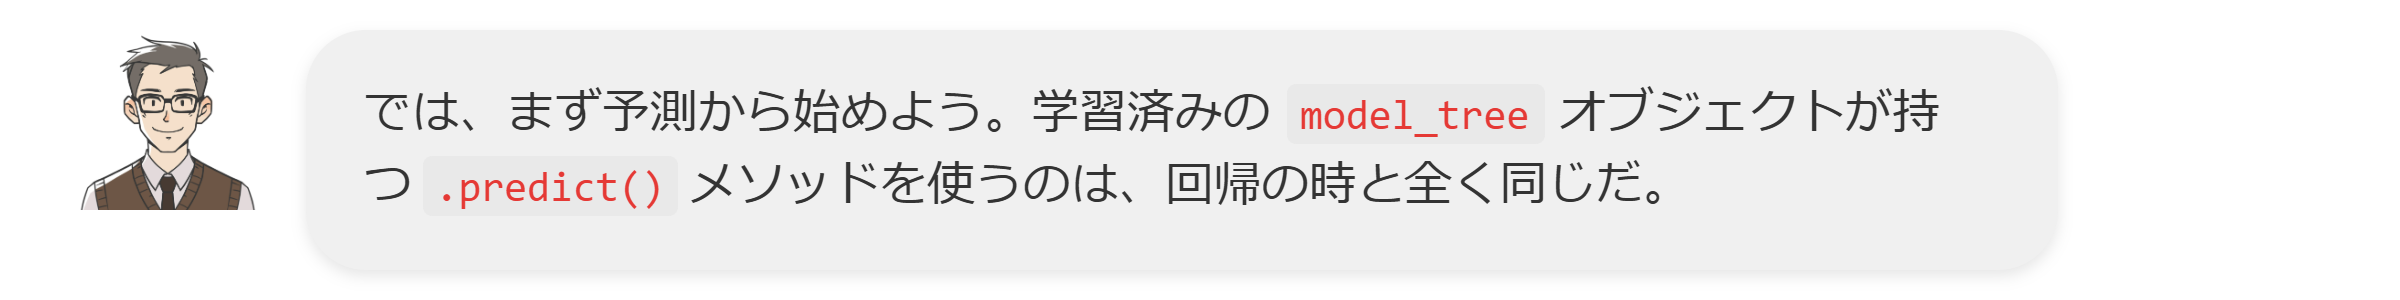 では、まず予測から始めよう。学習済みの model_tree オブジェクトが持
つ .predict() メソッドを使うのは、回帰の時と全く同じだ。